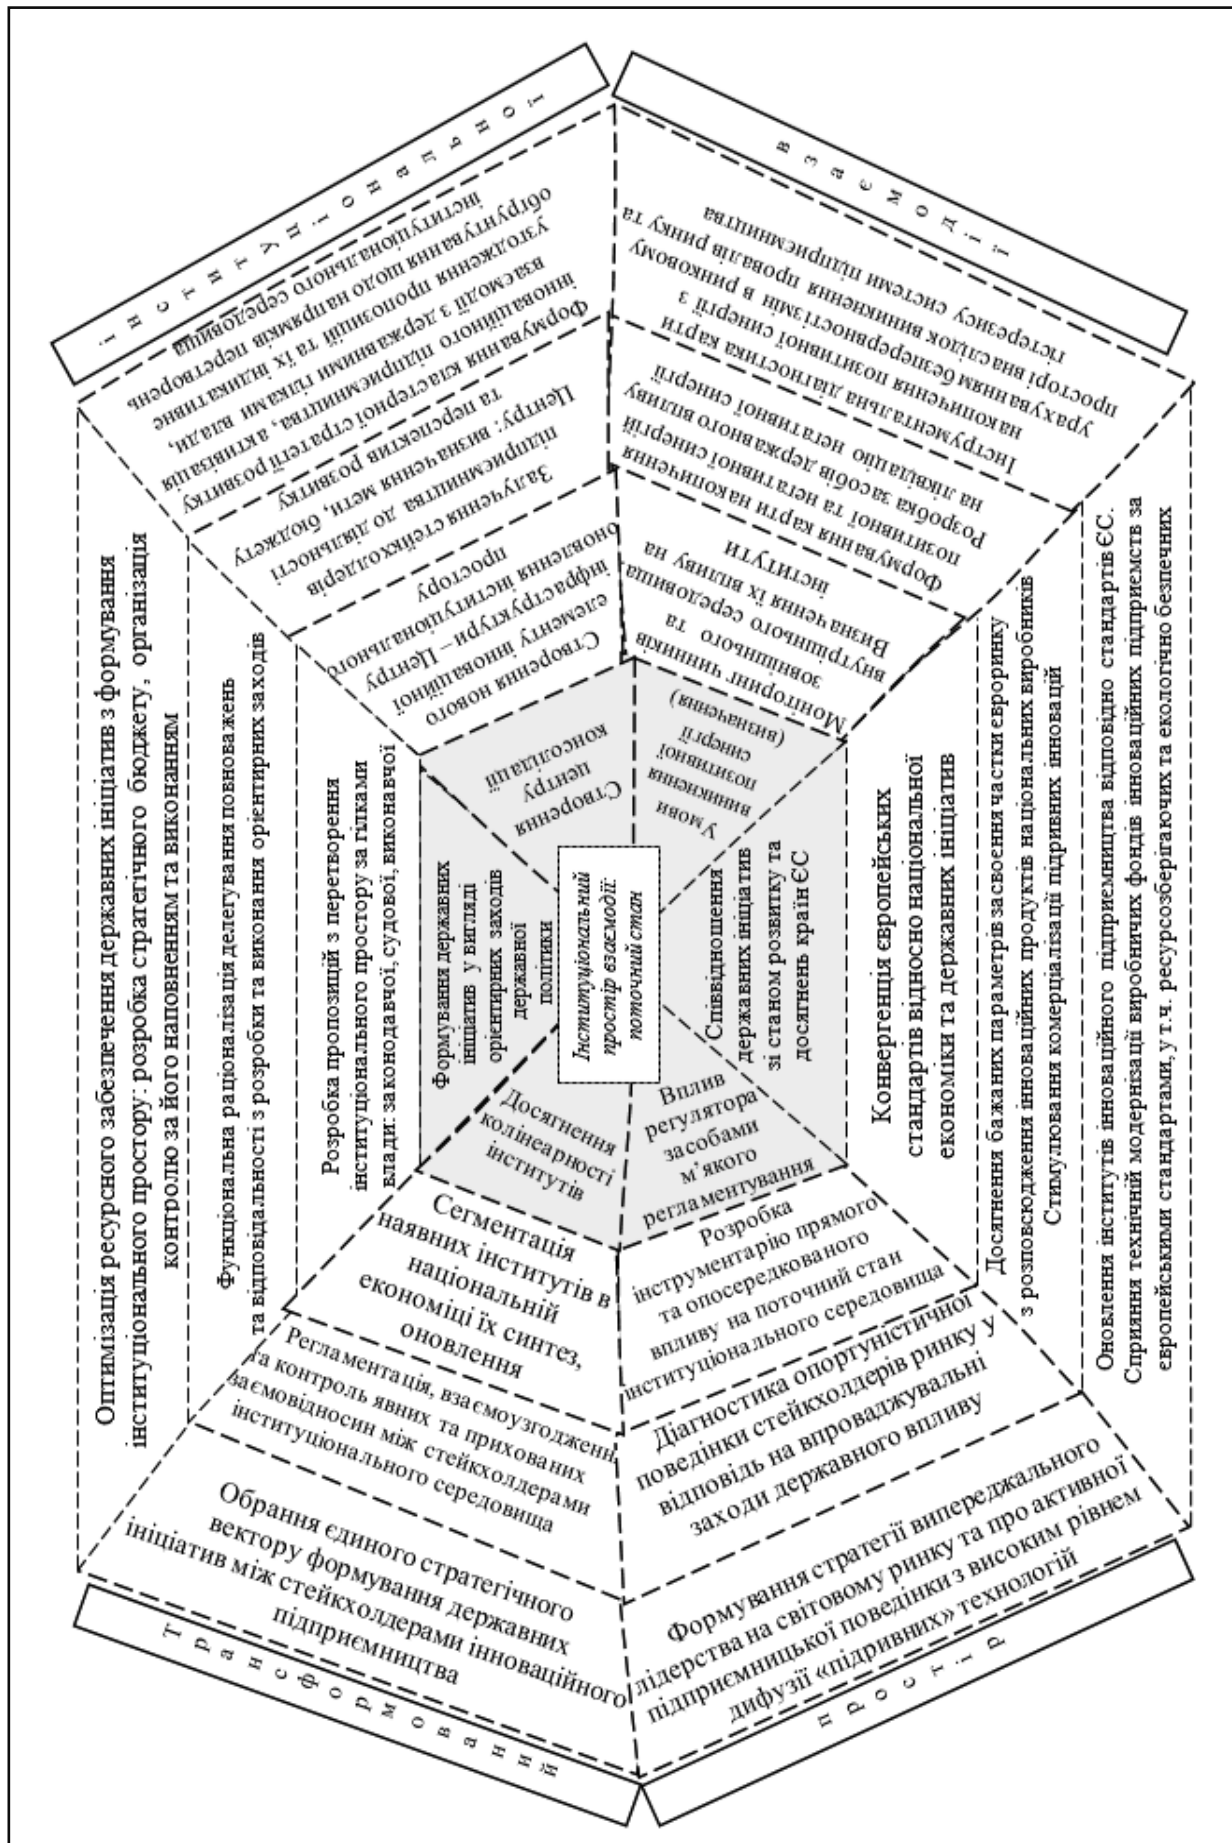 Трансформований
простір
інституціональної
взаємодії
Інституціональний
простір взаємодії:
поточний стан
Формування державних
ініціатив у вигляді
орієнтирних заходів
державної
політики
Розробка пропозицій з перетворення
інституціонального простору за гілками
влади: законодавчої, судової, виконавчої
Функціональна раціоналізація делегування повноважень
та відповідальності з розробки та виконання орієнтирних заходів
Оптимізація ресурсного забезпечення державних ініціатив з формування
інституціонального простору: розробка стратегічного бюджету, організація
контролю за його наповненням та виконанням
Створення
центру
консолідації
Створення нового
елементу інноваційної
інфраструктури – Центру
оновлення інституціонального
простору
Залучення стейкхолдерів
підприємництва до діяльності
Центру: визначення мети, бюджету
та перспектив розвитку
Формування кластерної стратегії розвитку
інноваційного підприємництва, активізація
взаємодії з державними гілками влади,
узгодження пропозицій та їх індикативне
обґрунтування щодо напрямків перетворень
інституціонального середовища
Умови
виникнення
позитивної
синергії
(визначення)
Моніторинг чинників
зовнішнього та
внутрішнього середовища
Визначення їх впливу на
інститути
Формування карти накопичення
позитивної та негативної синергій
Розробка засобів державного впливу
на ліквідацію негативної синергії
Інструментальна діагностика карти
накопичення позитивної синергії з
урахуванням безперервності змін в ринковому
просторі внаслідок виникнення провалів ринку та
гістерезису системи підприємництва
Співвідношення
державних ініціатив
зі станом розвитку та
досягнень країн ЄС
Конвергенція європейських
стандартів відносно національної
економіки та державних ініціатив
Досягнення бажаних параметрів засвоєння частки євроринку
з розповсюдження інноваційних продуктів національних виробників
Стимулювання комерціалізації підривних інновацій
Оновлення інститутів інноваційного підприємництва відповідно стандартів ЄС.
Сприяння технічній модернізації виробничих фондів інноваційних підприємств за
європейськими стандартами, у т.ч. ресурсозберігаючих та екологічно безпечних
Вплив
регулятора
засобами
м’якого
регламентування
Розробка
інструментарію прямого
та опосередкованого
впливу на поточний стан
інституціонального середовища
Діагностика опортуністичної
поведінки стейкхолдерів ринку у
відповідь на впроваджувальні
заходи державного впливу
Формування стратегії випереджального
лідерства на світовому ринку та про активної
підприємницької поведінки з високим рівнем
дифузії «підривних» технологій
Досягнення
колінеарності
інститутів
Сегментація
наявних інститутів в
національній
економіці їх синтез,
оновлення
Регламентація, взаємоузгодженн
та контроль явних та прихованих
заємовідносин між стейкхолдерами
інституціонального середовища
Обрання єдиного стратегічного
вектору формування державних
ініціатив між стейкхолдерами інноваційного
підприємництва